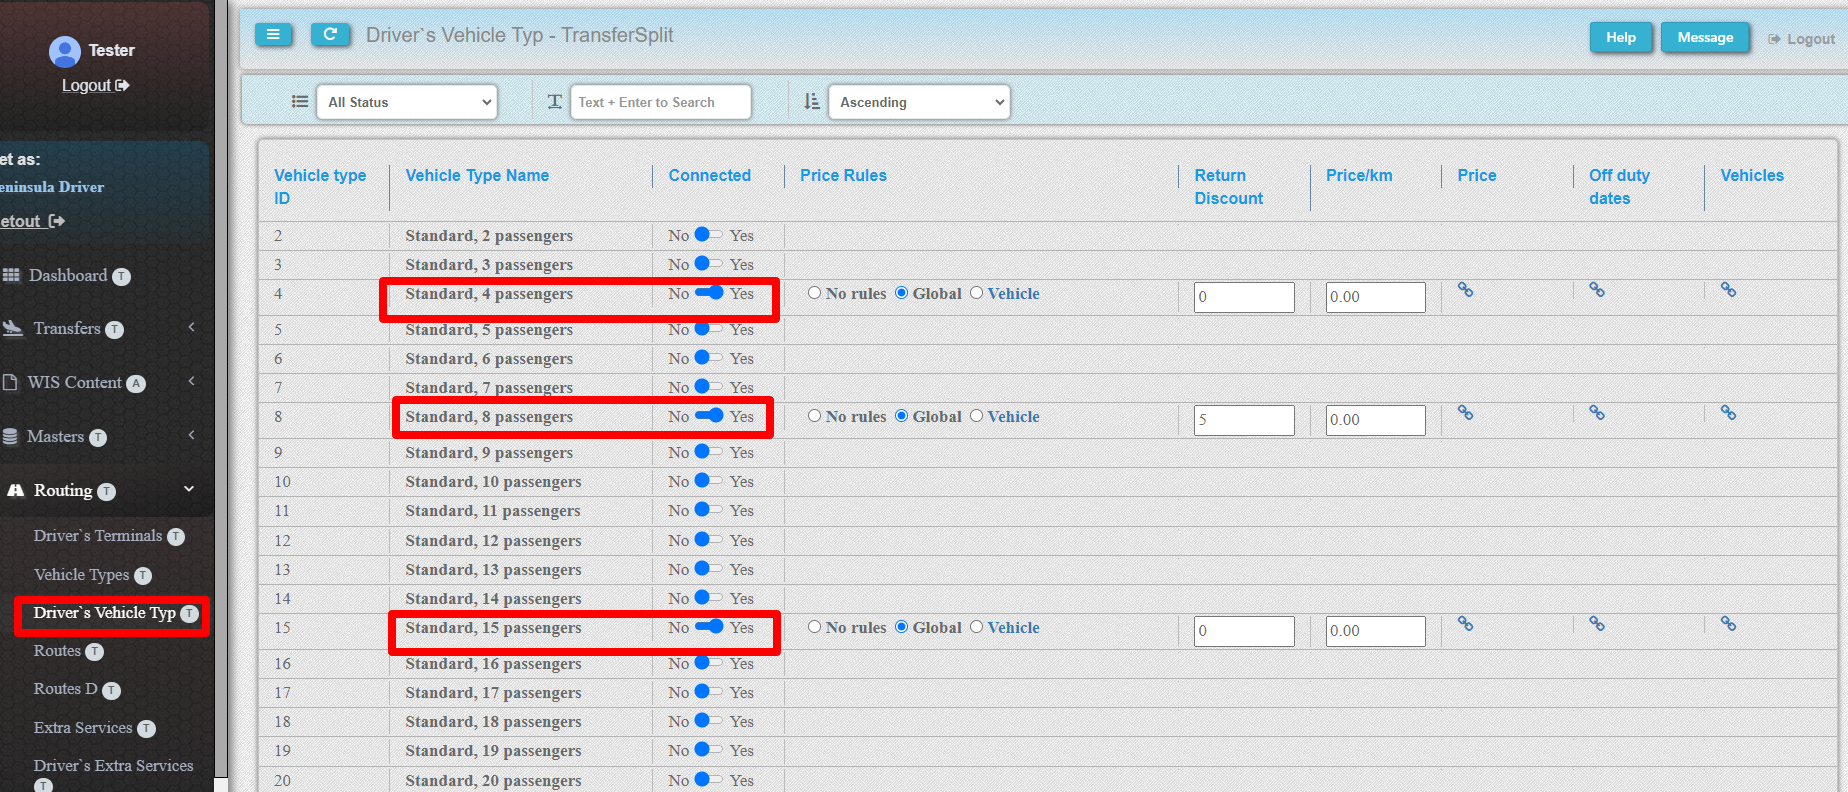 Tester
Logout
et as:
eninsula Driver
etout
Dashboard T
Transfers T
WIS Content A
Masters T
Routing T
Driver`s Terminals T
Vehicle Types T
Driver`s Vehicle Typ T
Routes T
Routes D T
Extra Services T
Driver`s Extra Services
T
Driver`s Vehicle Typ - TransferSplit
Help
Message
Logout
All Status
Text + Enter to Search
Ascending
Vehicle type ID Vehicle Type Name Connected Price Rules Return Discount Price/km Price Off duty dates Vehicles
2 Standard, 2 passengers No Yes
3 Standard, 3 passengers No Yes
4 Standard, 4 passengers No Yes No rules Global Vehicle 0 0.00
5 Standard, 5 passengers No Yes
6 Standard, 6 passengers No Yes
7 Standard, 7 passengers No Yes
8 Standard, 8 passengers No Yes No rules Global Vehicle 5 0.00
9 Standard, 9 passengers No Yes
10 Standard, 10 passengers No Yes
11 Standard, 11 passengers No Yes
12 Standard, 12 passengers No Yes
13 Standard, 13 passengers No Yes
14 Standard, 14 passengers No Yes
15 Standard, 15 passengers No Yes No rules Global Vehicle 0 0.00
16 Standard, 16 passengers No Yes
17 Standard, 17 passengers No Yes
18 Standard, 18 passengers No Yes
19 Standard, 19 passengers No Yes
20 Standard, 20 passengers No Yes